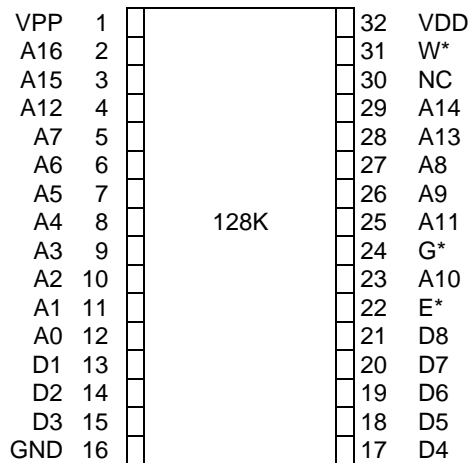 VPP 1 32 VDD
A16 2 31 W*
A15 3 30 NC
A12 4 29 A14
A7 5 28 A13
A6 6 27 A8
A5 7 26 A9
A4 8 128K 25 A11
A3 9 24 G*
A2 10 23 A10
A1 11 22 E*
A0 12 21 D8
D1 13 20 D7
D2 14 19 D6
D3 15 18 D5
GND 16 17 D4